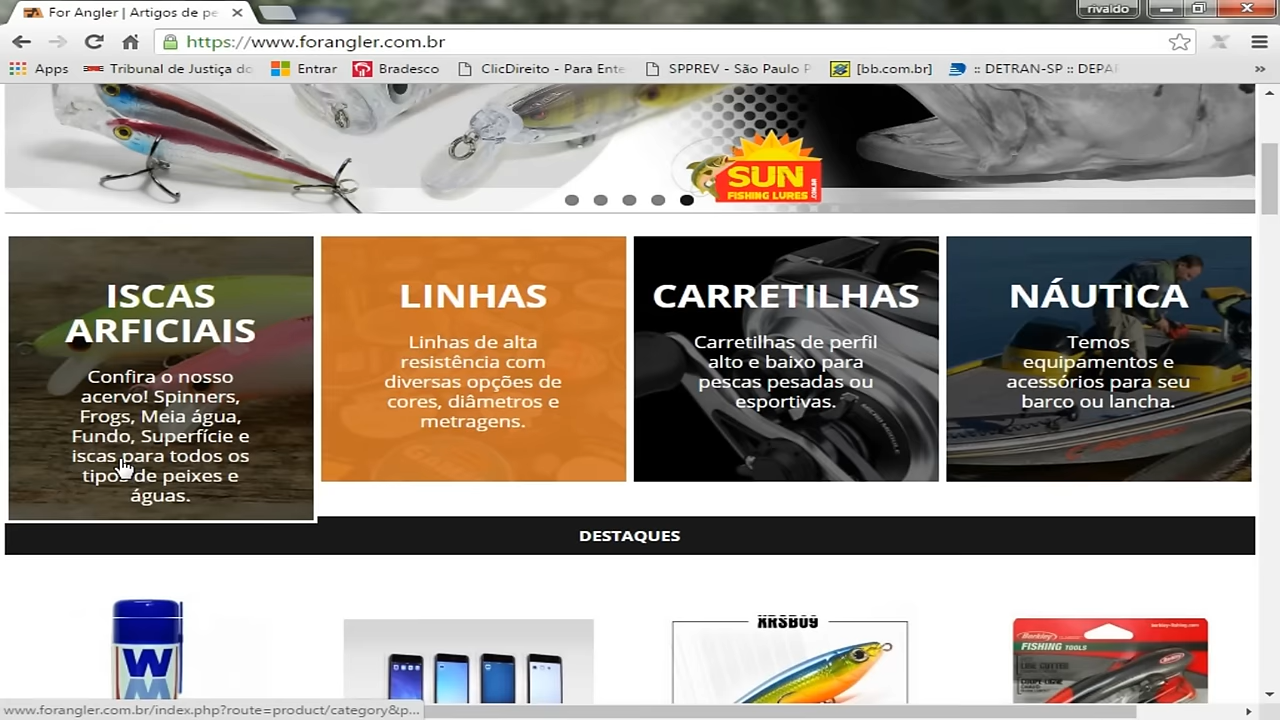 For Angler | Artigos de pe
rivaldo
https://www.forangler.com.br
Apps Tribunal de Justiça do Entrar Bradesco ClicDireito - Para Ente SPPREV - São Paulo P [bb.com.br] :: DETRAN-SP :: DEPAR »
SUN
FISHING LURES
.COM.BR
ISCAS
ARFICIAIS
Confira o nosso
acervo! Spinners,
Frogs, Meia água,
Fundo, Superfície e
iscas para todos os
tipos de peixes e
águas.
LINHAS
Linhas de alta
resistência com
diversas opções de
cores, diâmetros e
metragens.
CARRETILHAS
Carretilhas de perfil
alto e baixo para
pescas pesadas ou
esportivas.
NÁUTICA
Temos
equipamentos e
acessórios para seu
barco ou lancha.
DESTAQUES
W
M
XRSB09
Berkley
FISHING TOOLS
berkley-fishing.com
www.forangler.com.br/index.php?route=product/category&p...